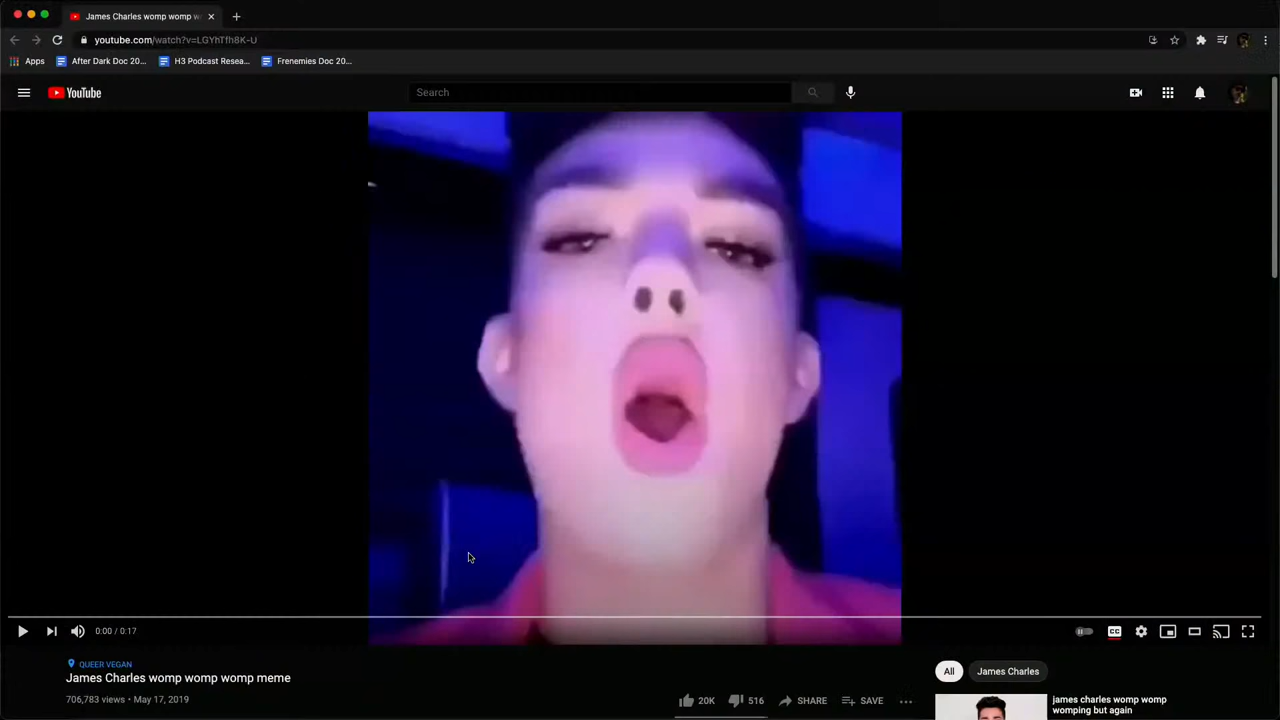 James Charles womp womp w
youtube.com/watch?v=LGYhTfh8K-U
Apps
After Dark Doc 20...
H3 Podcast Resea...
Frenemies Doc 20...
YouTube
Search
0:00 / 0:17
CC
QUEER VEGAN
James Charles womp womp womp meme
706,783 views • May 17, 2019
20K
516
SHARE
SAVE
All
James Charles
james charles womp womp
womping but again